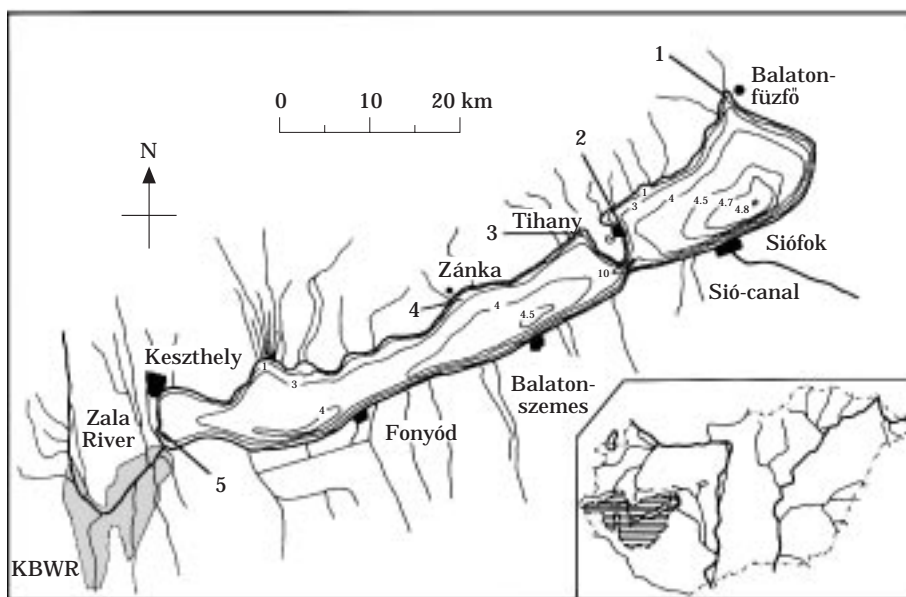 1
Balaton-
fűzfő
0 10 20 km
2
N
1
3
4
4.5
4.7
4.8
Tihany
3
Siófok
10
Zánka
Sió-canal
4
4
4.5
Keszthely
1
3
Balaton-
szemes
4
Zala
River
Fonyód
5
KBWR